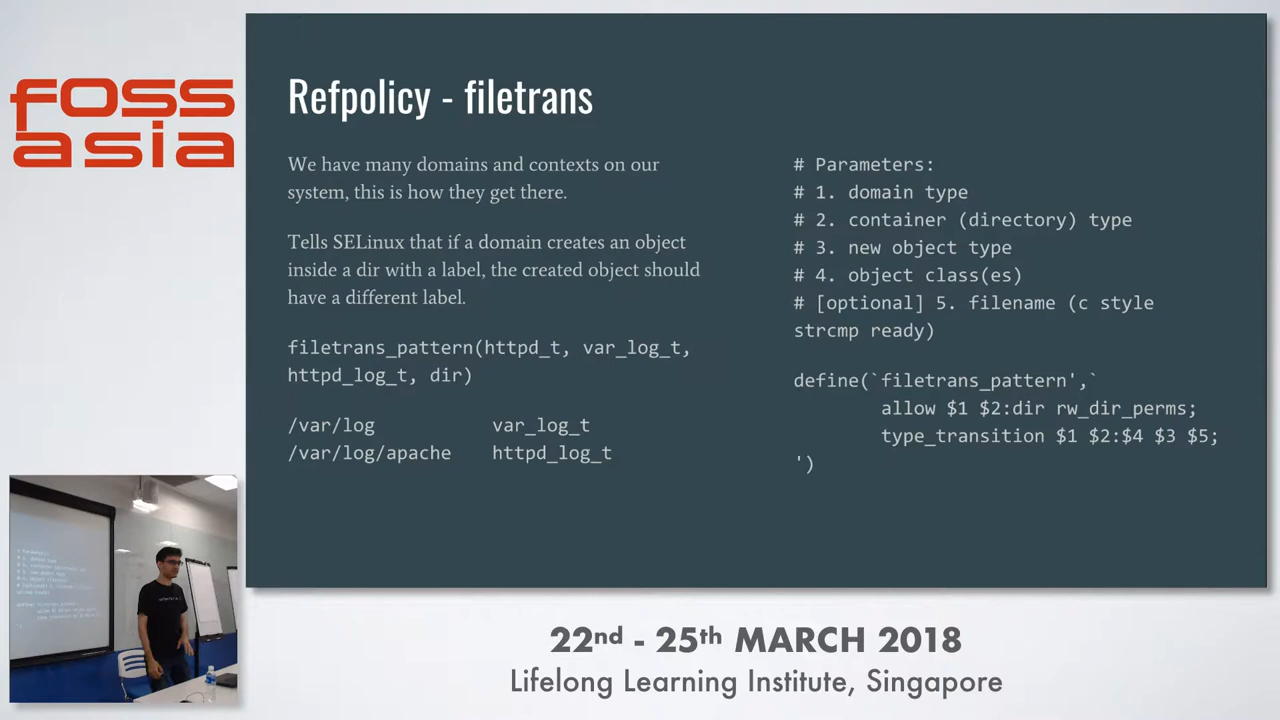 foss
asia
Refpolicy - filetrans
We have many domains and contexts on our
system, this is how they get there.
Tells SELinux that if a domain creates an object
inside a dir with a label, the created object should
have a different label.
filetrans_pattern(httpd_t, var_log_t,
httpd_log_t, dir)
/var/log var_log_t
/var/log/apache httpd_log_t
# Parameters:
# 1. domain type
# 2. container (directory) type
# 3. new object type
# 4. object class(es)
# [optional] 5. filename (c style
strcmp ready)
define(`filetrans_pattern',`
allow $1 $2:dir rw_dir_perms;
type_transition $1 $2:$4 $3 $5;
')
22nd - 25th MARCH 2018
Lifelong Learning Institute, Singapore